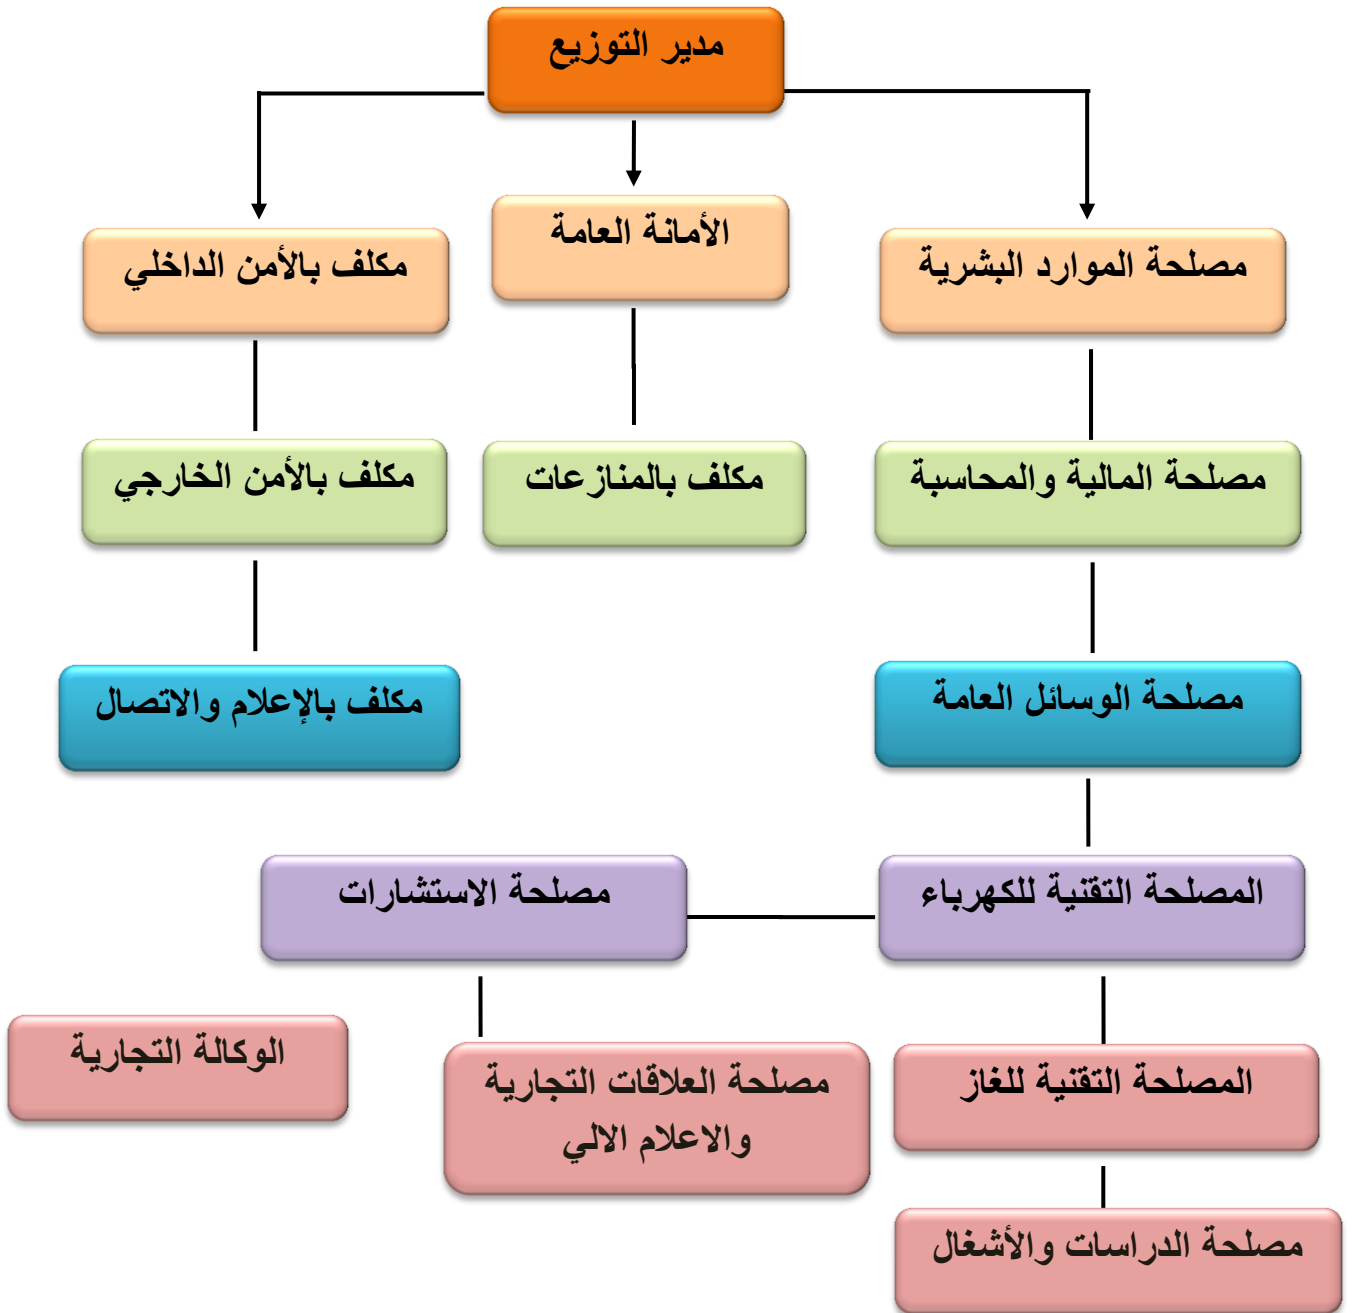 مدير التوزيع
مصلحة الموارد البشرية
الأمانة العامة
مكلف بالأمن الداخلي
مصلحة المالية والمحاسبة
مكلف بالمنازعات
مكلف بالأمن الخارجي
مصلحة الوسائل العامة
مكلف بالإعلام والاتصال
المصلحة التقنية للكهرباء
مصلحة الاستشارات
المصلحة التقنية للغاز
مصلحة العلاقات التجارية
والاعلام الالي
الوكالة التجارية
مصلحة الدراسات والأشغال